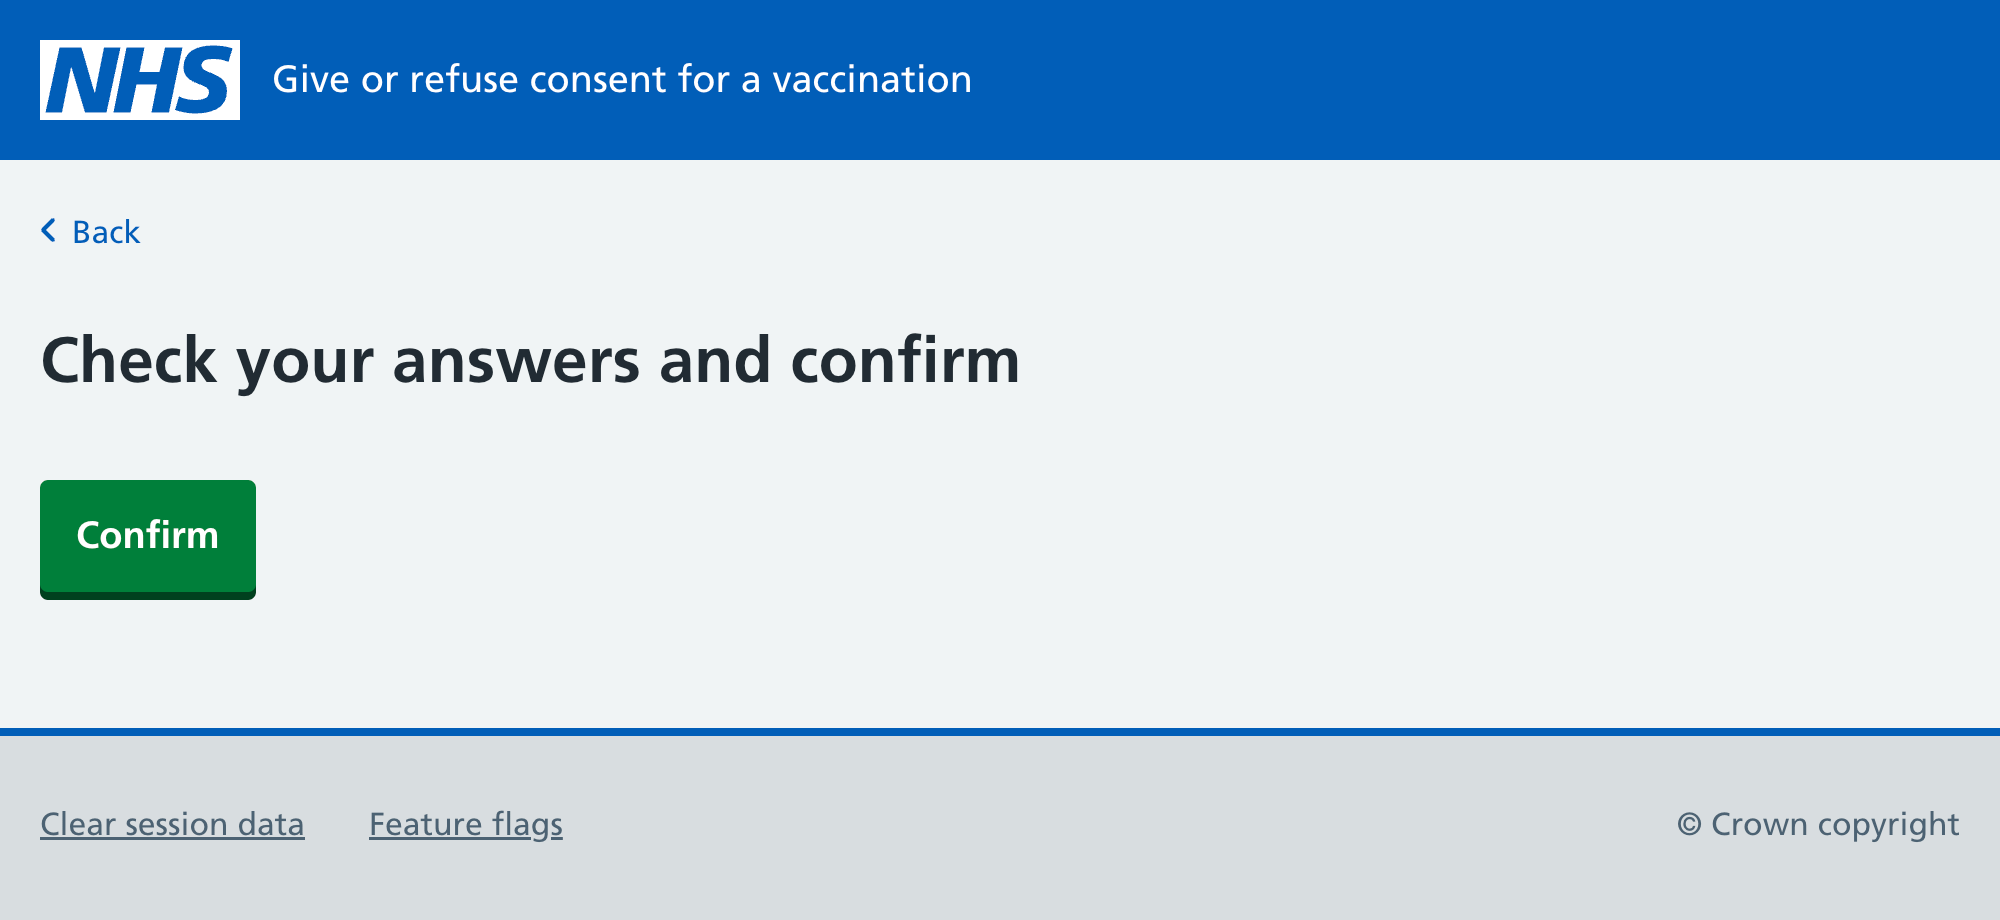 NHS Give or refuse consent for a vaccination
Back
Check your answers and confirm
Confirm
Clear session data Feature flags © Crown copyright